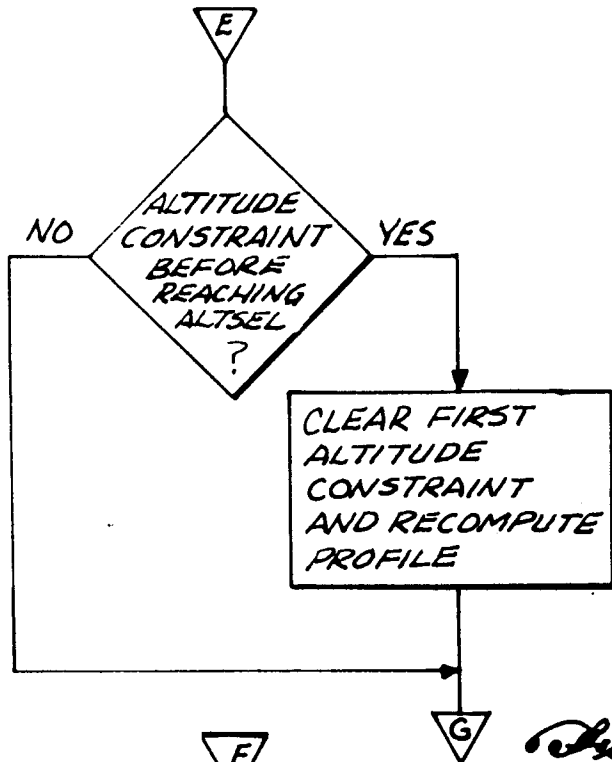 E
ALTITUDE
CONSTRAINT
BEFORE
REACHING
ALTSEL
?
NO
YES
CLEAR FIRST
ALTITUDE
CONSTRAINT
AND RECOMPUTE
PROFILE
G
F